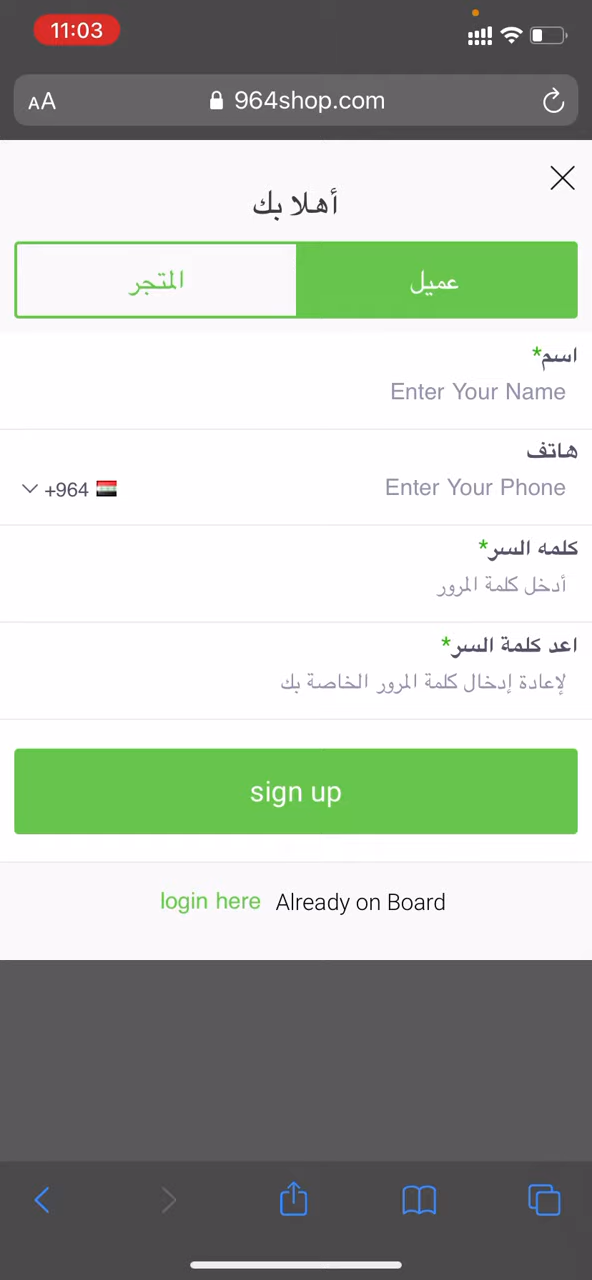 11:03
AA 964shop.com
أهلا بك
عميل المتجر
اسم*
Enter Your Name
هاتف
Enter Your Phone +964
كلمه السر*
أدخل كلمة المرور
اعد كلمة السر*
لإعادة إدخال كلمة المرور الخاصة بك
sign up
login here Already on Board